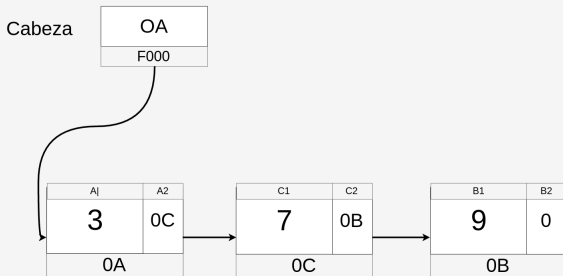 Cabeza
OA
F000
A| A2 C1 C2 B1 B2
3 0C 7 0B 9 0
0A 0C 0B